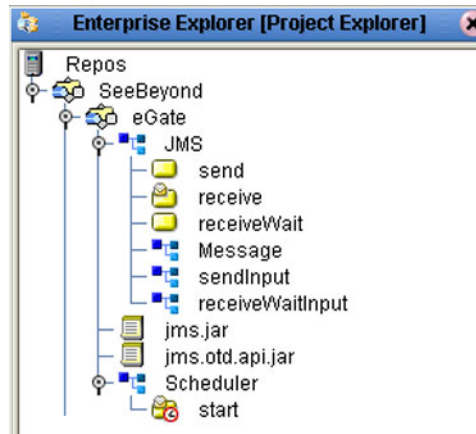 Enterprise Explorer [Project Explorer]
Repos
SeeBeyond
eGate
JMS
send
receive
receiveWait
Message
sendInput
receiveWaitInput
jms.jar
jms.otd.api.jar
Scheduler
start